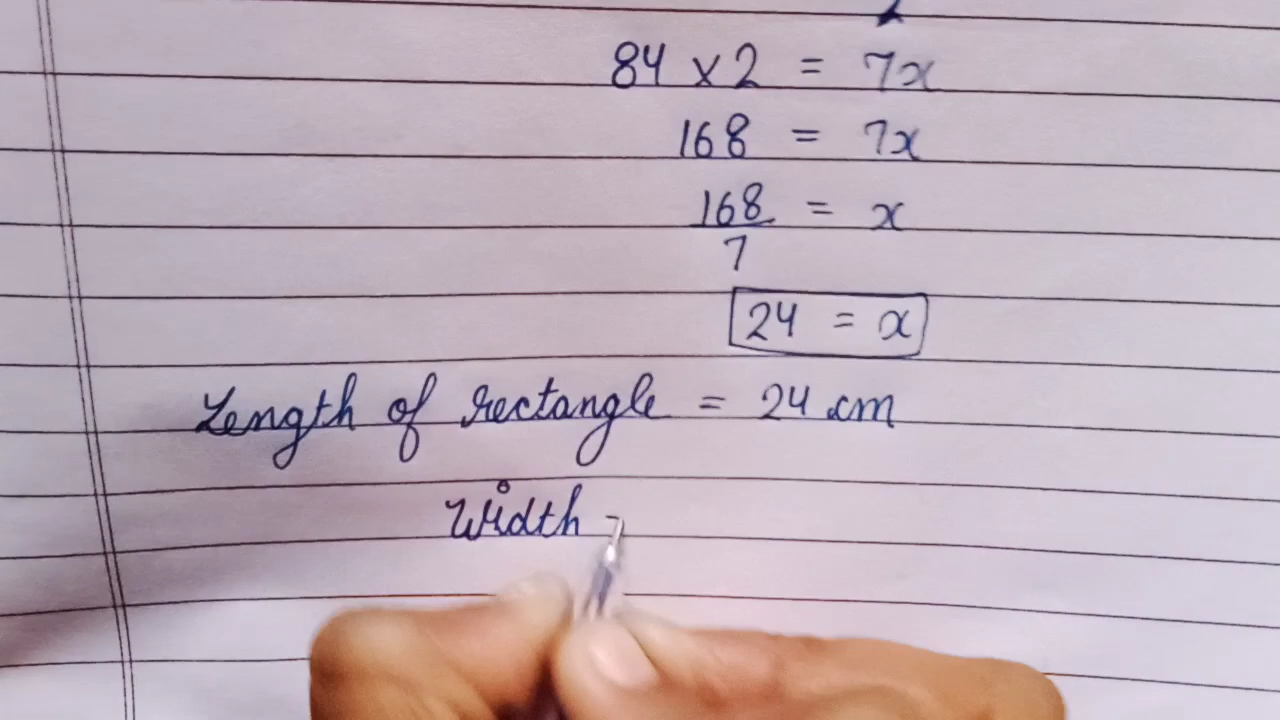 84 × 2 = 7x
168 = 7x
168/7 = x
24 = x
Length of rectangle = 24 cm
Width